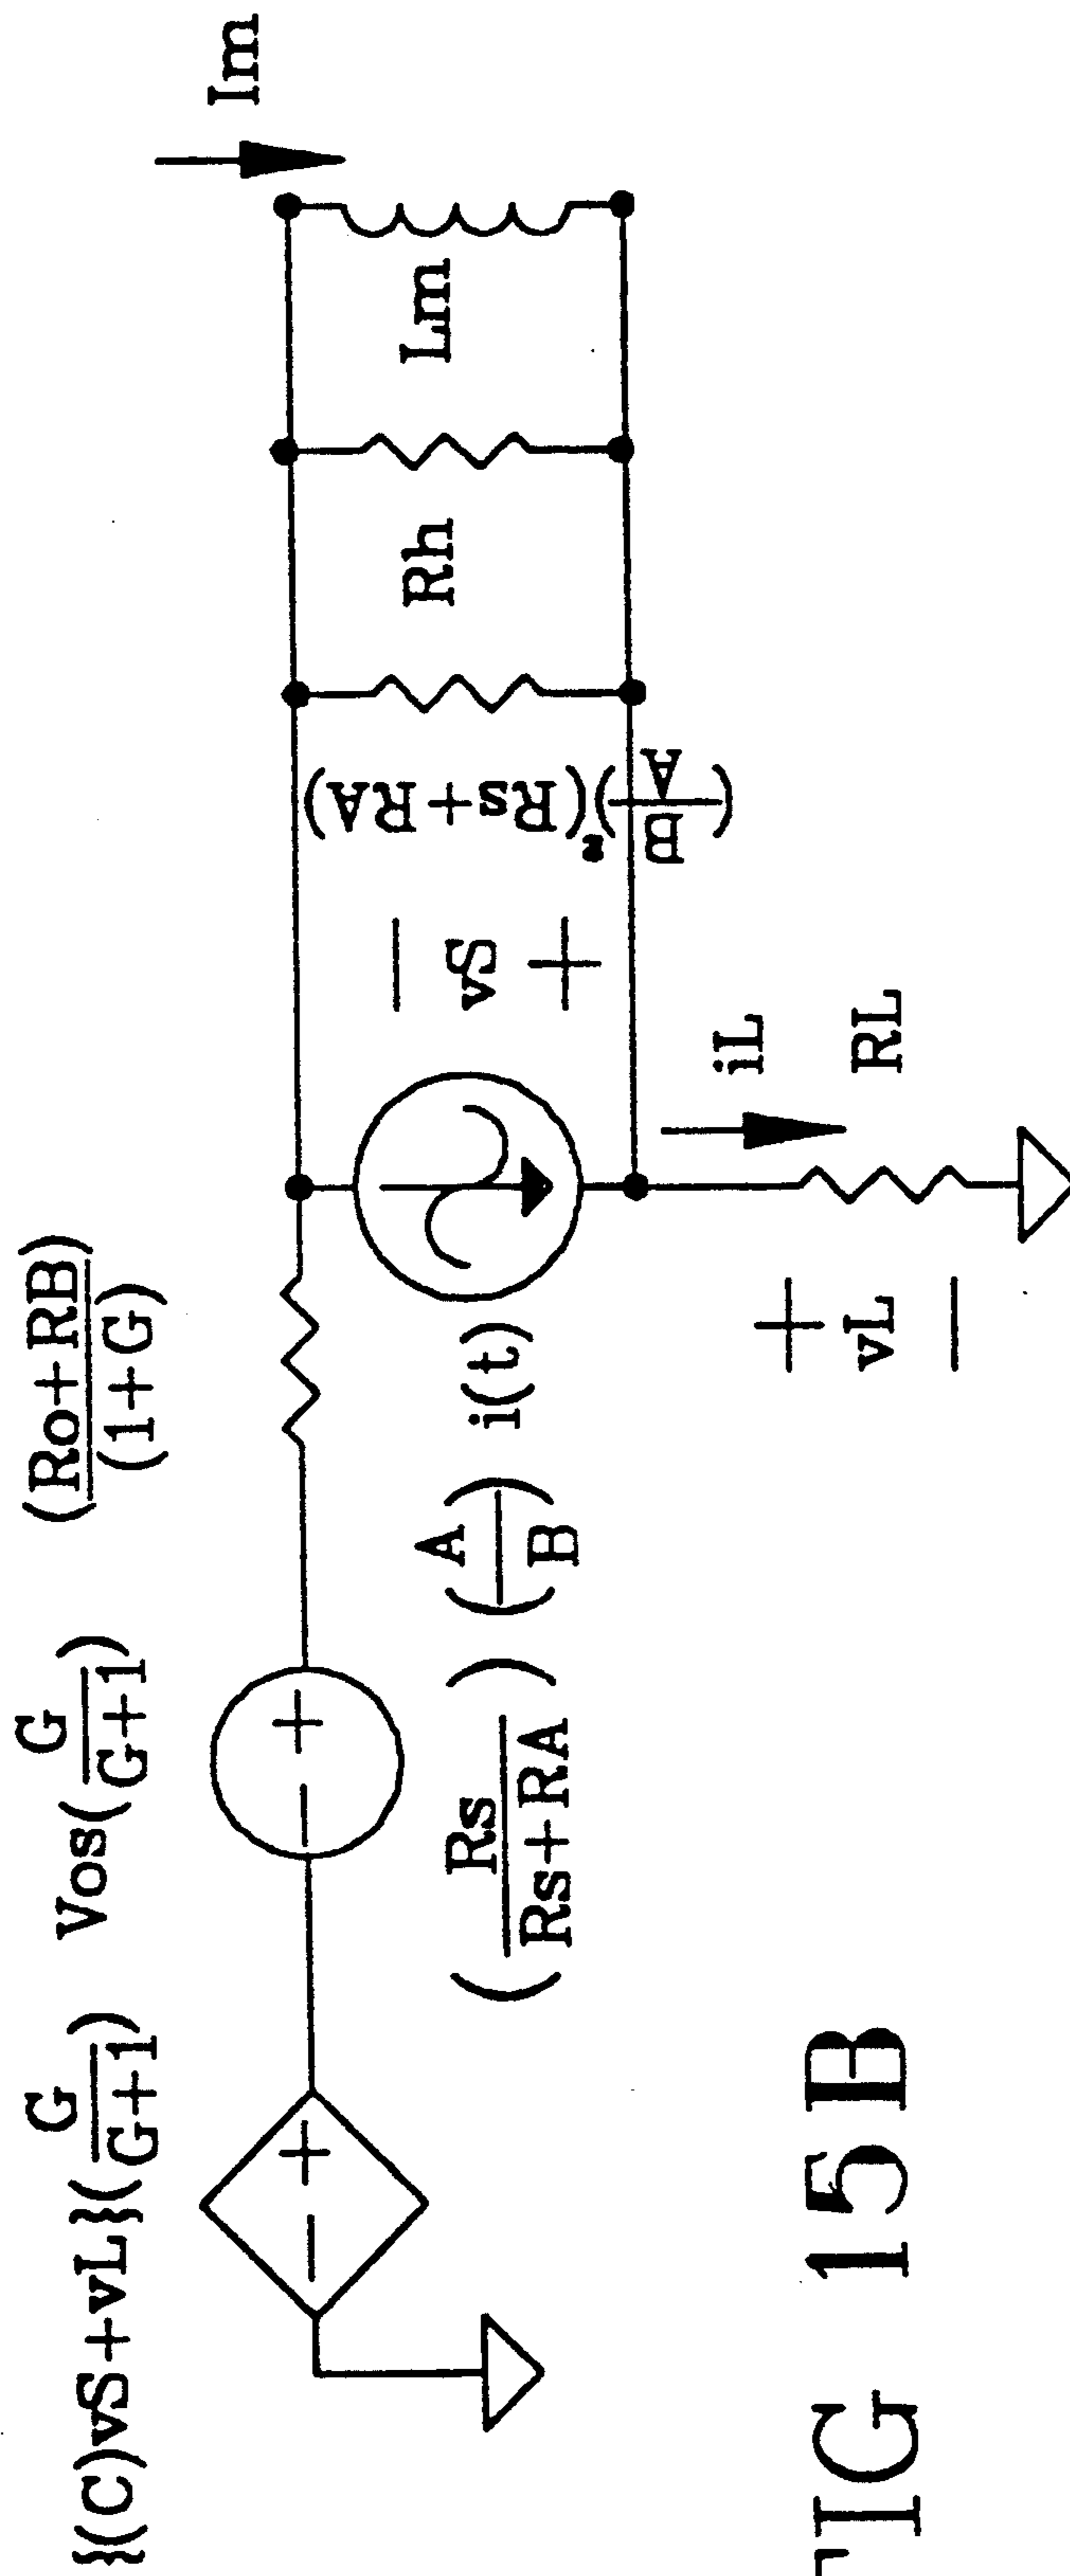 }(C)vS+vL}(G/G+1)
Vos(G/G+1)
(Ro+RB)/(1+G)
Im
(Rs/Rs+RA)(A/B) i(t)
− vS +
(B/A)²(Rs+RA)
Rh
Lm
+ vL −
iL
RL
IG 15B